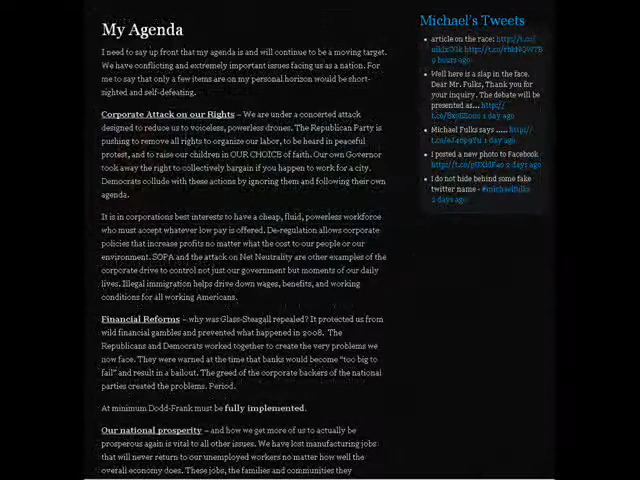 My Agenda
I need to say up front that my agenda is and will continue to be a moving target.
We have conflicting and extremely important issues facing us as a nation. For
me to say that only a few items are on my personal horizon would be short-
sighted and self-defeating.
Corporate Attack on our Rights – We are under a concerted attack
designed to reduce us to voiceless, powerless drones. The Republican Party is
pushing to remove all rights to organize our labor, to be heard in peaceful
protest, and to raise our children in OUR CHOICE of faith. Our own Governor
took away the right to collectively bargain if you happen to work for a city.
Democrats collude with these actions by ignoring them and following their own
agenda.
It is in corporations best interests to have a cheap, fluid, powerless workforce
who must accept whatever low pay is offered. De-regulation allows corporate
policies that increase profits no matter what the cost to our people or our
environment. SOPA and the attack on Net Neutrality are other examples of the
corporate drive to control not just our government but moments of our daily
lives. Illegal immigration helps drive down wages, benefits, and working
conditions for all working Americans.
Financial Reforms – why was Glass-Steagall repealed? It protected us from
wild financial gambles and prevented what happened in 2008. The
Republicans and Democrats worked together to create the very problems we
now face. They were warned at the time that banks would become “too big to
fail” and result in a bailout. The greed of the corporate backers of the national
parties created the problems. Period.
At minimum Dodd-Frank must be fully implemented.
Our national prosperity – and how we get more of us to actually be
prosperous again is vital to all other issues. We have lost manufacturing jobs
that will never return to our unemployed workers no matter how well the
overall economy does. These jobs, the families and communities they
Michael's Tweets
article on the race: http://t.co/
http://t.co/
9 hours ago
Well here is a slap in the face.
Dear Mr. Fulks, Thank you for
your inquiry. The debate will be
presented as... http://
1 day ago
Michael Fulks says ..... http://
1 day ago
I posted a new photo to Facebook
2 days ago
I do not hide behind some fake
twitter name - #michaelfulks
2 days ago